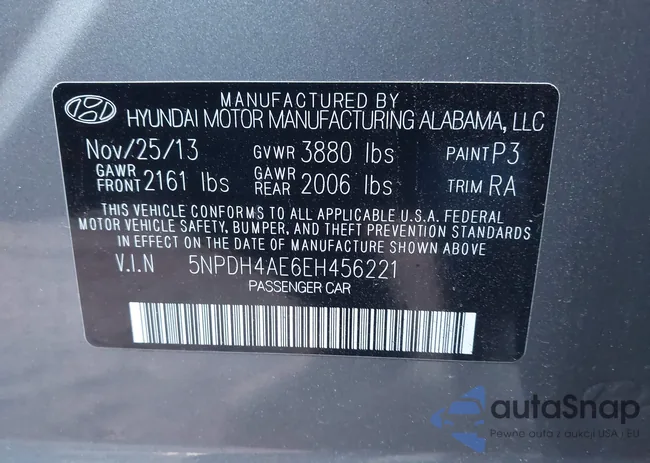 MANUFACTURED BY
HYUNDAI MOTOR MANUFACTURING ALABAMA, LLC
Nov/25/13 GVWR 3880 lbs PAINT P3
GAWR FRONT 2161 lbs GAWR REAR 2006 lbs TRIM RA
THIS VEHICLE CONFORMS TO ALL APPLICABLE U.S.A. FEDERAL
MOTOR VEHICLE SAFETY, BUMPER, AND THEFT PREVENTION STANDARDS
IN EFFECT ON THE DATE OF MANUFACTURE SHOWN ABOVE
V.I.N 5NPDH4AE6EH456221
PASSENGER CAR
autaSnap
Pewne auta z aukcji USA i EU